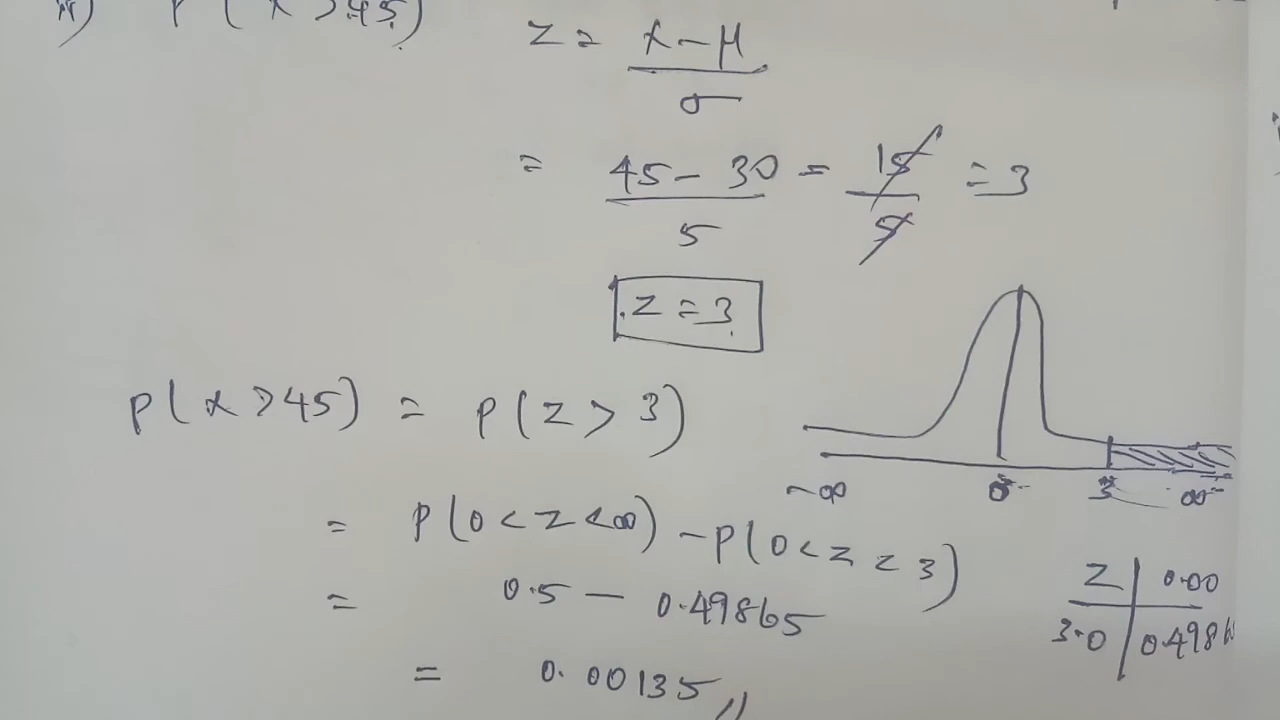 ii) P(x >45)
z = x-μ / σ
= 45-30 / 5 = 15 / 5 = 3
z = 3
P(x >45) = P(z > 3)
-∞ 0 3 ∞
= P(0<z<∞) - P(0<z<3)
= 0.5 - 0.49865
z | 0.00
3.0 | 0.4986
= 0.00135 //